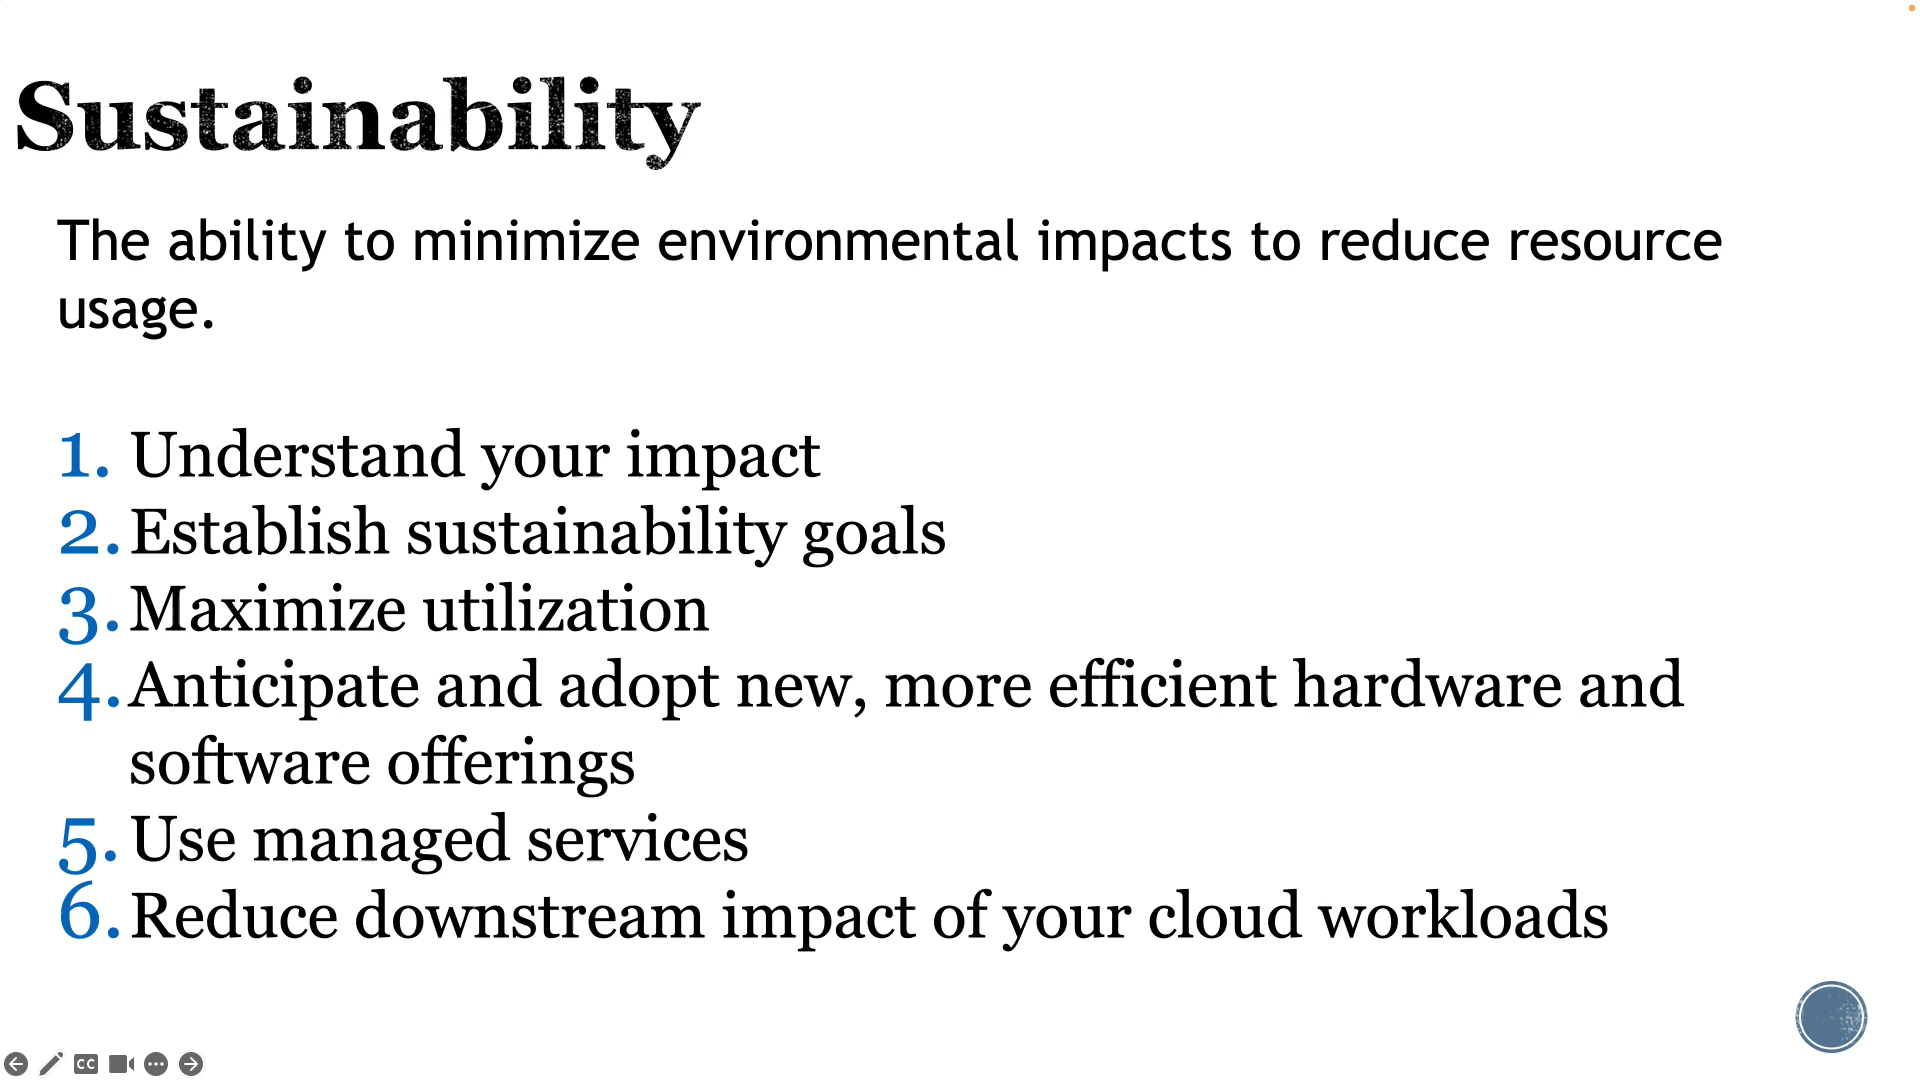 Sustainability
The ability to minimize environmental impacts to reduce resource
usage.
1. Understand your impact
2. Establish sustainability goals
3. Maximize utilization
4. Anticipate and adopt new, more efficient hardware and
software offerings
5. Use managed services
6. Reduce downstream impact of your cloud workloads
CC